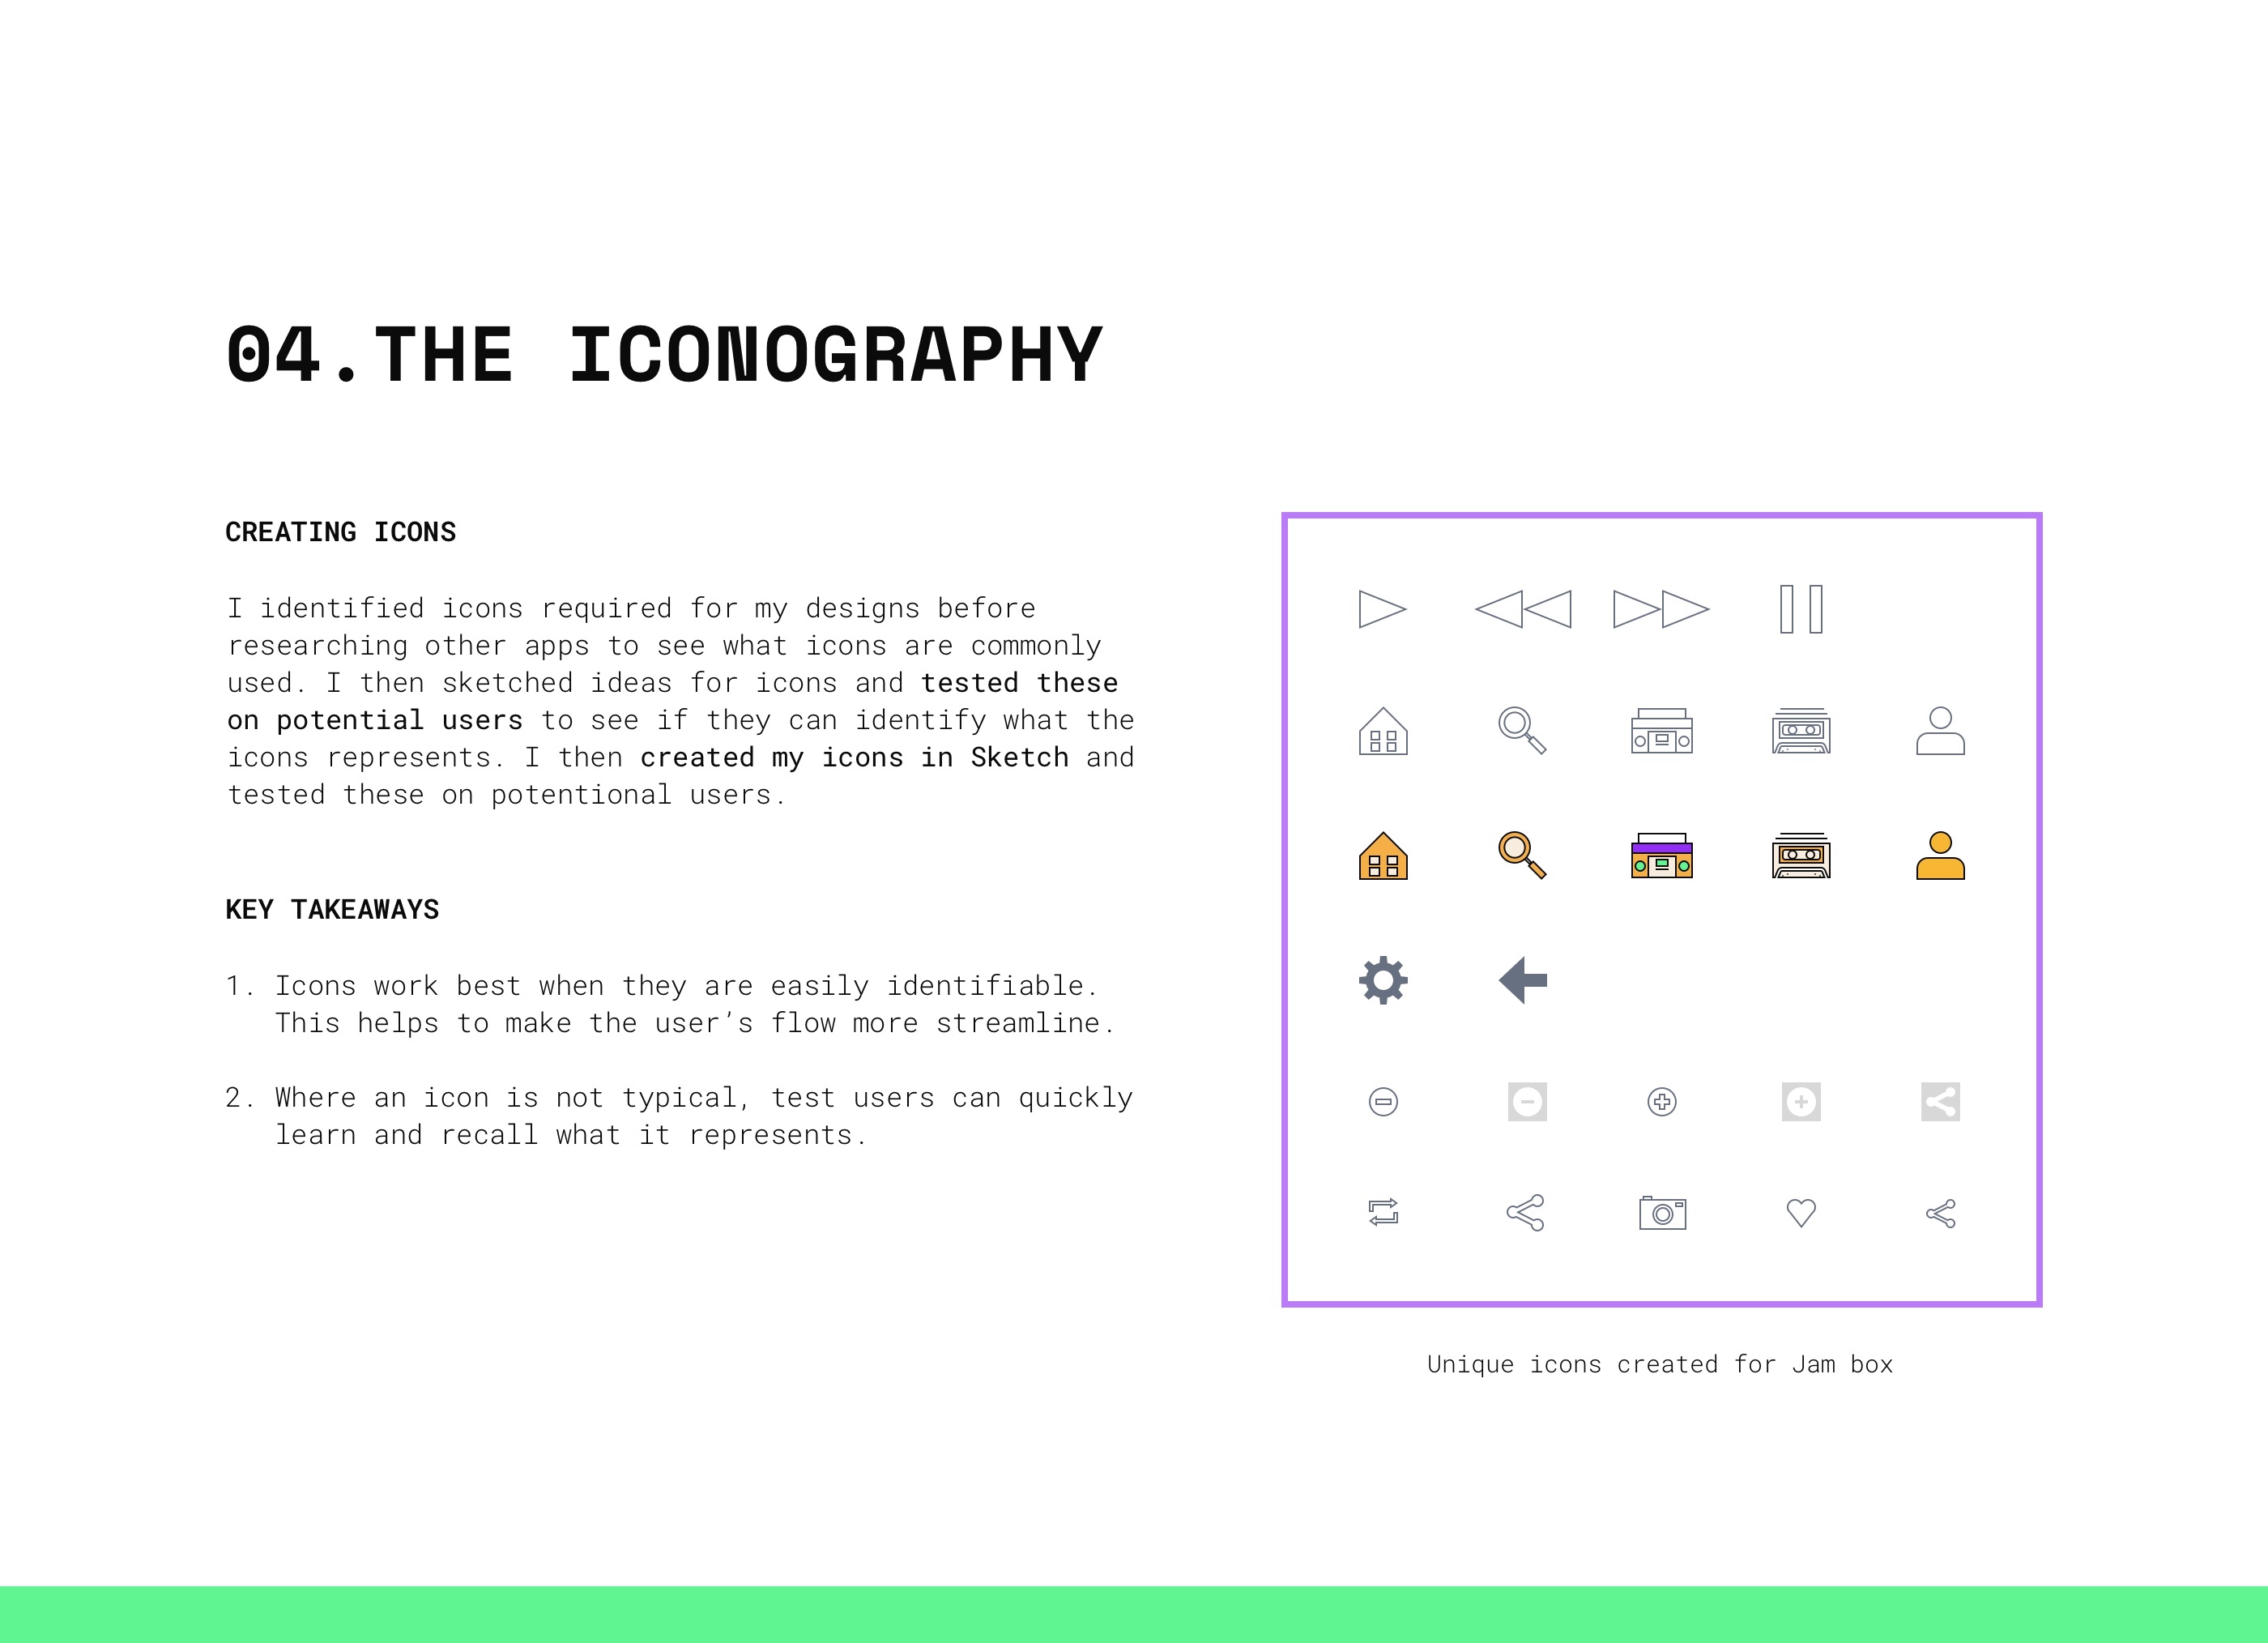 04.THE ICONOGRAPHY
CREATING ICONS
I identified icons required for my designs before
researching other apps to see what icons are commonly
used. I then sketched ideas for icons and tested these
on potential users to see if they can identify what the
icons represents. I then created my icons in Sketch and
tested these on potentional users.
KEY TAKEAWAYS
1. Icons work best when they are easily identifiable.
This helps to make the user’s flow more streamline.
2. Where an icon is not typical, test users can quickly
learn and recall what it represents.
Unique icons created for Jam box